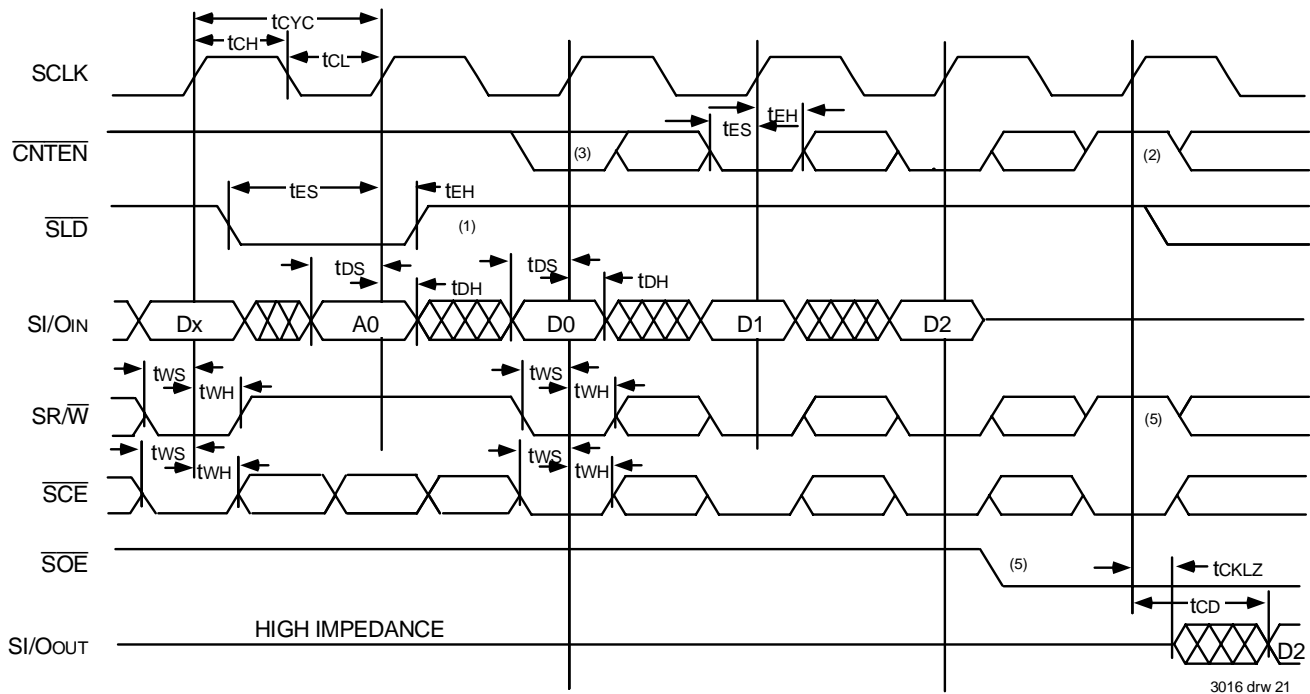 tCYC
tCH
tCL
SCLK
tES
tEH
CNTEN
(3)
(2)
tES
tEH
SLD
(1)
tDS
tDH
tDS
tDH
SI/OIN
Dx
A0
D0
D1
D2
tWS
tWH
tWS
tWH
SR/W
(5)
tWS
tWH
tWS
tWH
SCE
SOE
(5)
tCKLZ
tCD
HIGH IMPEDANCE
SI/OOUT
D2
3016 drw 21